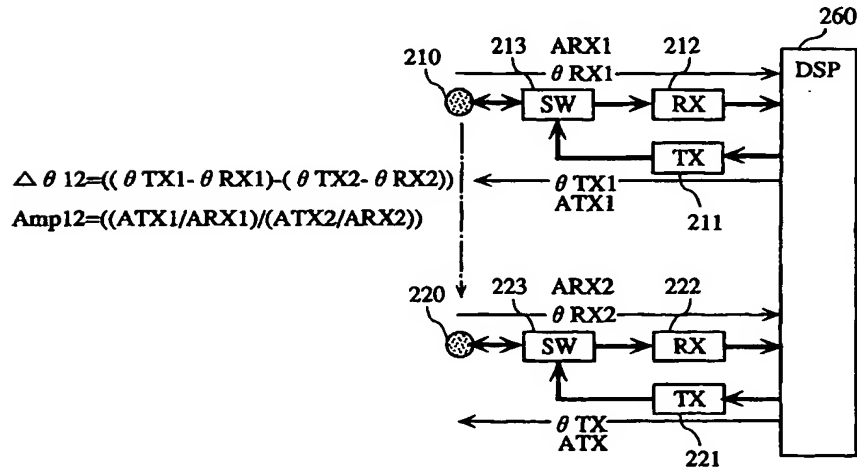 260
ARX1
213
212
210
θ RX1
DSP
SW
RX
TX
θ TX1
ATX1
211
△ θ 12=(( θ TX1- θ RX1)-( θ TX2- θ RX2))
Amp12=((ATX1/ARX1)/(ATX2/ARX2))
ARX2
223
222
220
θ RX2
SW
RX
TX
θ TX
ATX
221